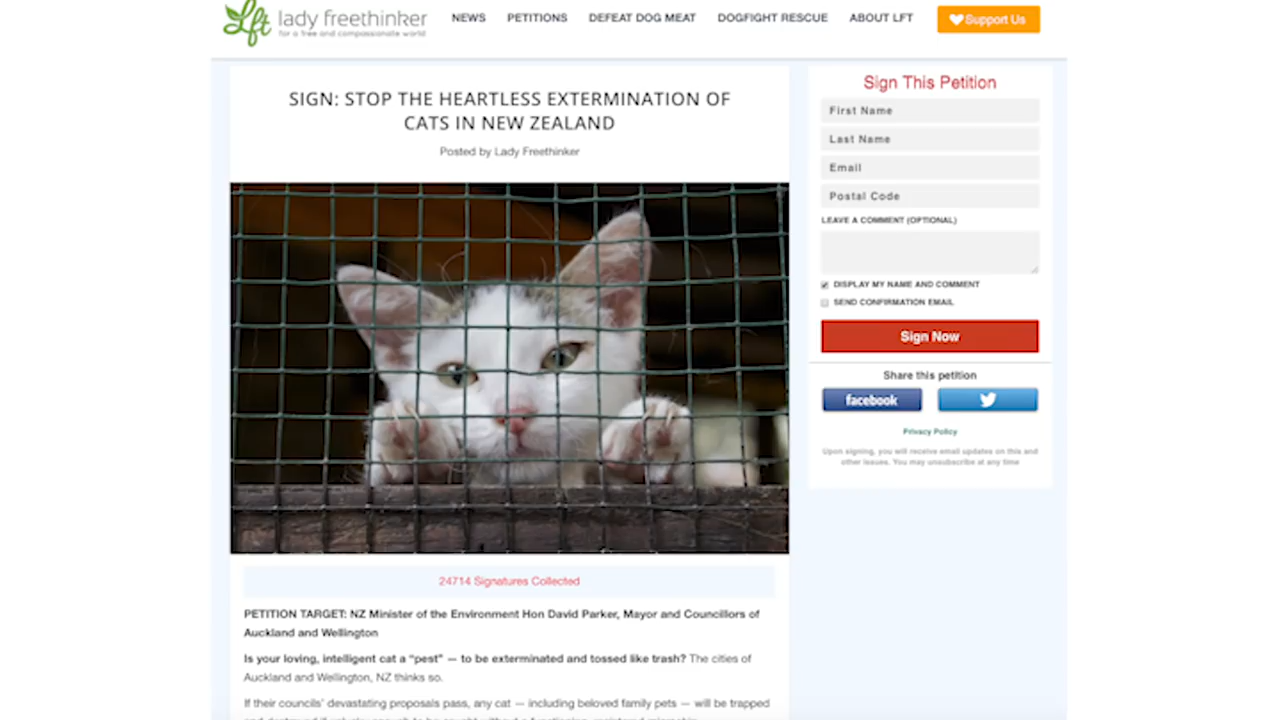 lft lady freethinker
for a free and compassionate world
NEWS PETITIONS DEFEAT DOG MEAT DOGFIGHT RESCUE ABOUT LFT Support Us
SIGN: STOP THE HEARTLESS EXTERMINATION OF
CATS IN NEW ZEALAND
Posted by Lady Freethinker
24714 Signatures Collected
PETITION TARGET: NZ Minister of the Environment Hon David Parker, Mayor and Councillors of
Auckland and Wellington
Is your loving, intelligent cat a “pest” — to be exterminated and tossed like trash? The cities of
Auckland and Wellington, NZ thinks so.
If their councils’ devastating proposals pass, any cat — including beloved family pets — will be trapped
Sign This Petition
First Name
Last Name
Email
Postal Code
LEAVE A COMMENT (OPTIONAL)
DISPLAY MY NAME AND COMMENT
SEND CONFIRMATION EMAIL
Sign Now
Share this petition
facebook
Privacy Policy
Upon signing, you will receive email updates on this and
other issues. You may unsubscribe at any time